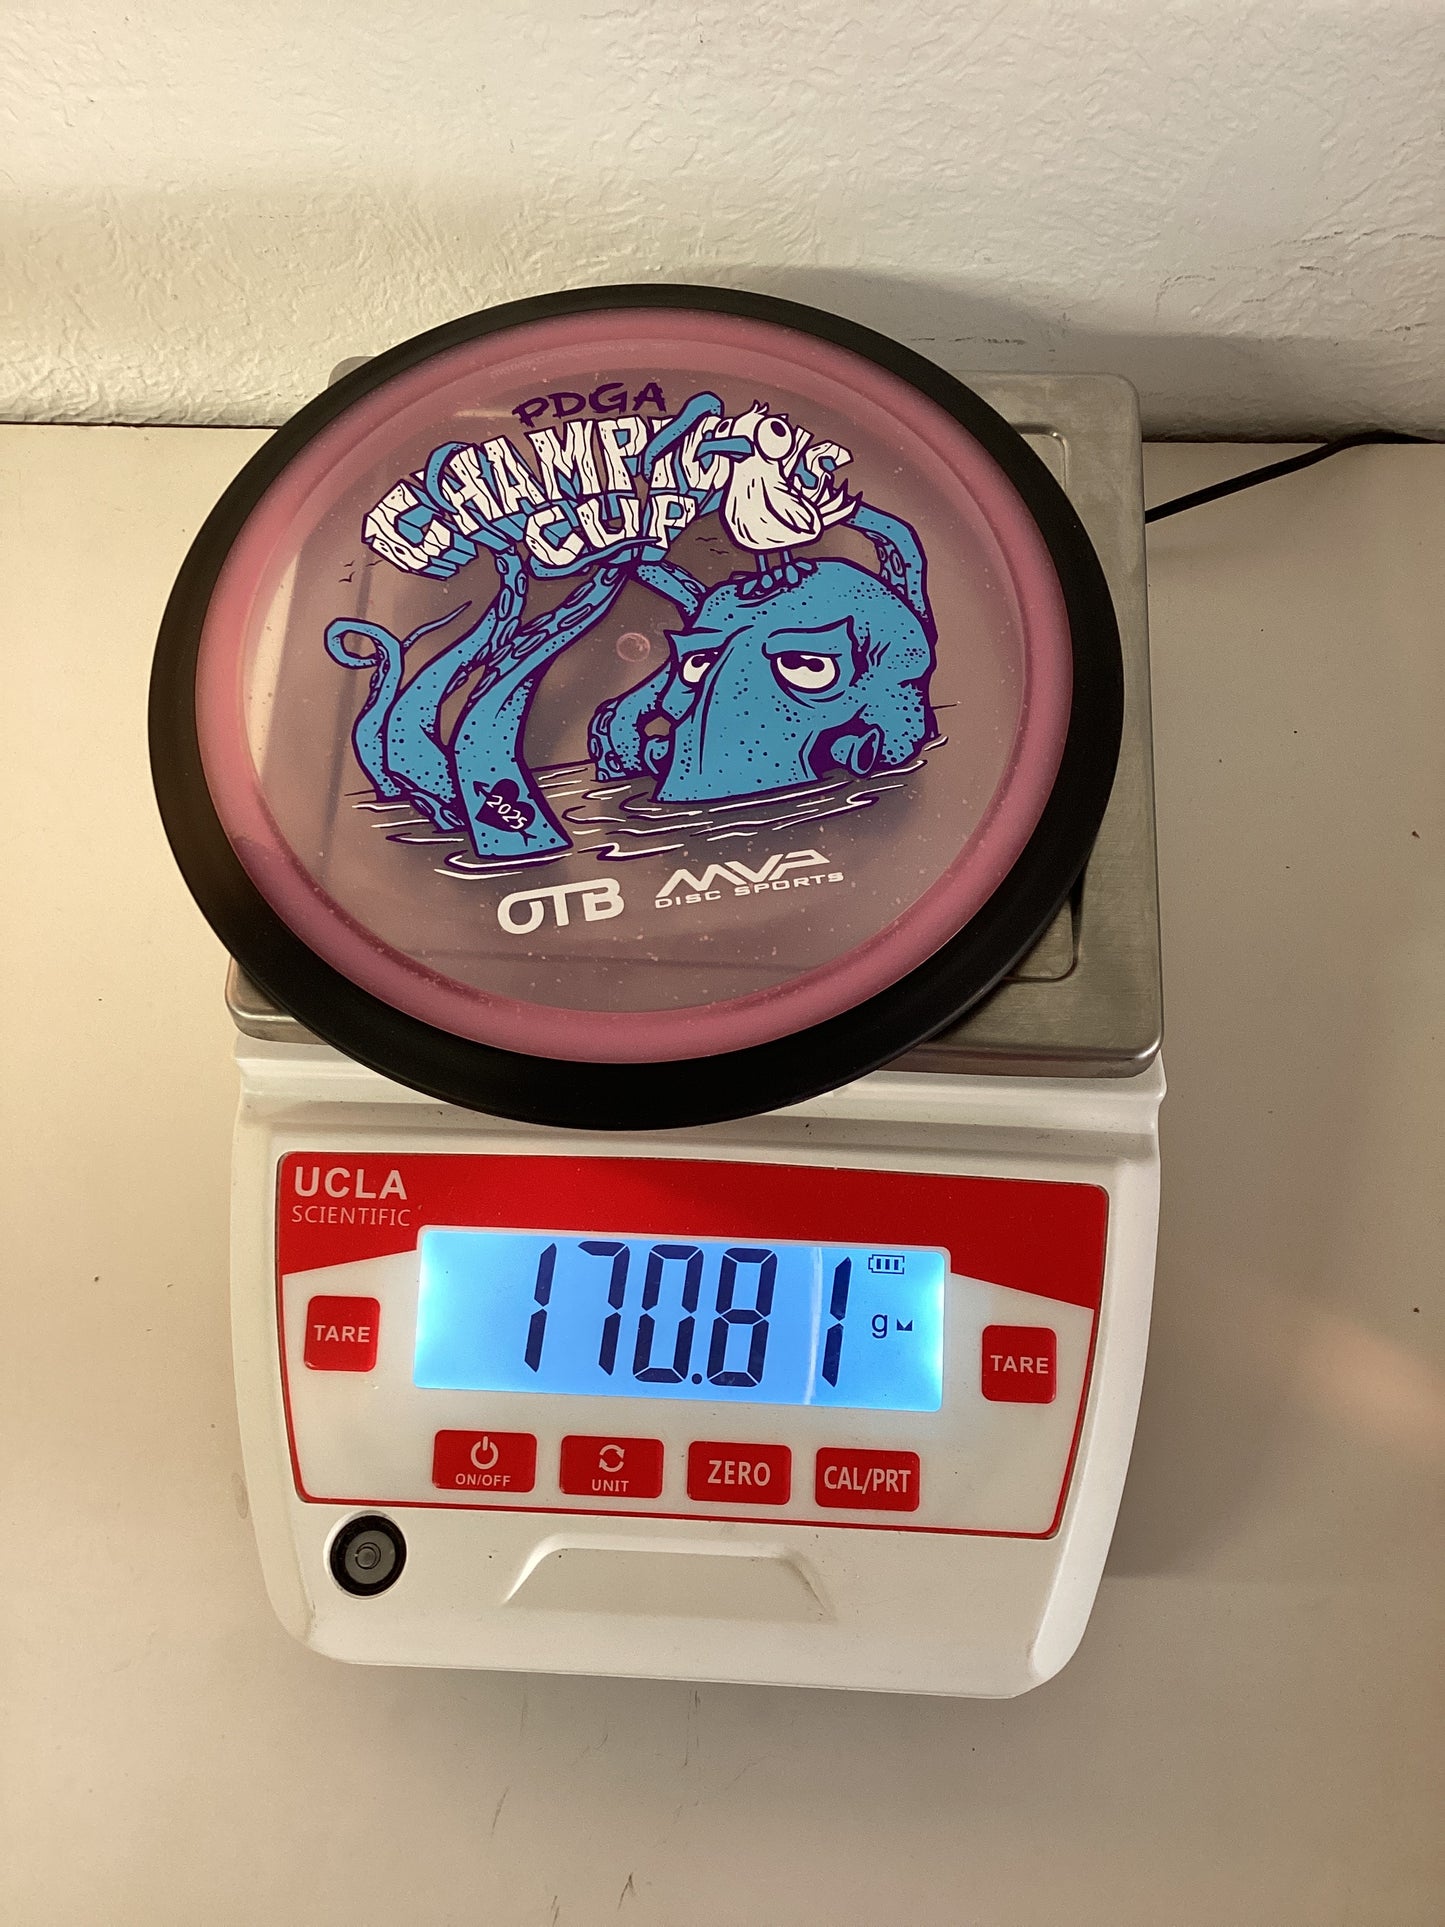 PDGA
CHAMPIONS
CUP
2025
OTB
MVP
DISC SPORTS
UCLA
SCIENTIFIC
170.81
g
TARE
TARE
ON/OFF
UNIT
ZERO
CAL/PRT